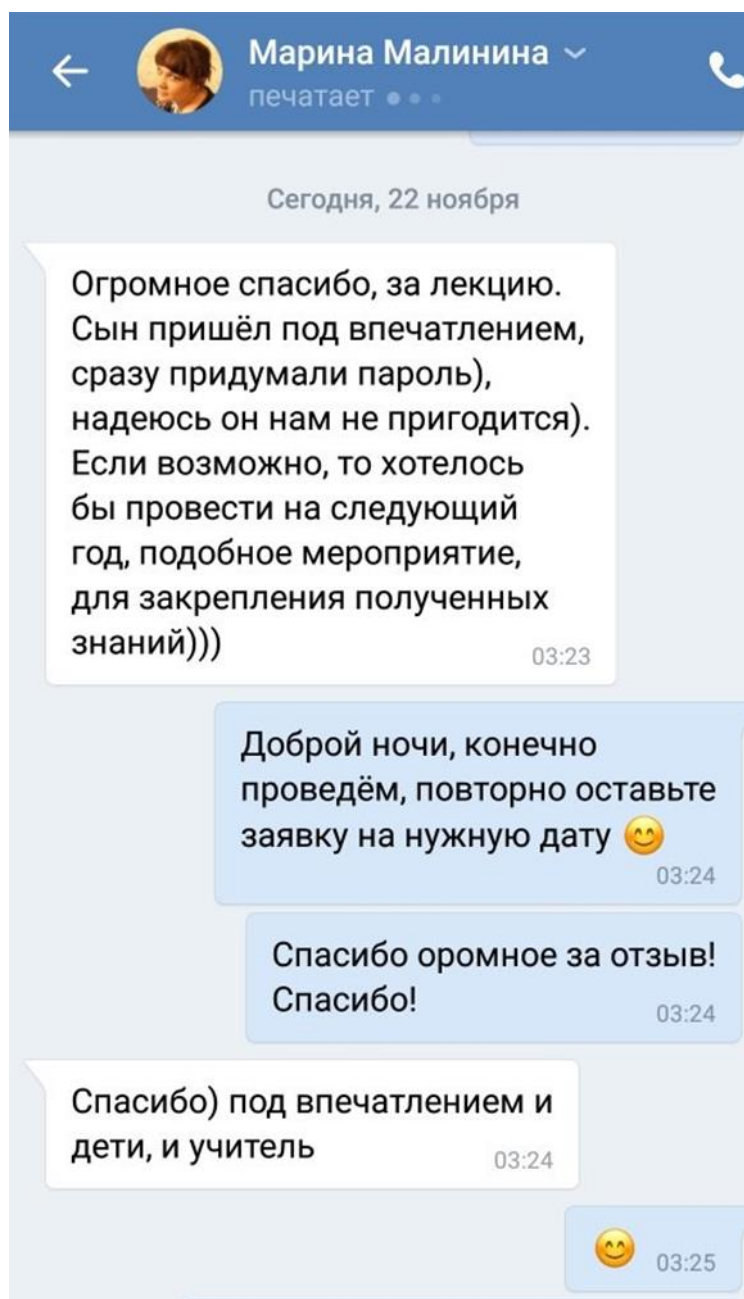 Марина Малинина
печатает
Сегодня, 22 ноября
Огромное спасибо, за лекцию.
Сын пришёл под впечатлением,
сразу придумали пароль),
надеюсь он нам не пригодится).
Если возможно, то хотелось
бы провести на следующий
год, подобное мероприятие,
для закрепления полученных
знаний)))
03:23
Доброй ночи, конечно
проведём, повторно оставьте
заявку на нужную дату 😊
03:24
Спасибо оромное за отзыв!
Спасибо!
03:24
Спасибо) под впечатлением и
дети, и учитель
03:24
😊 03:25